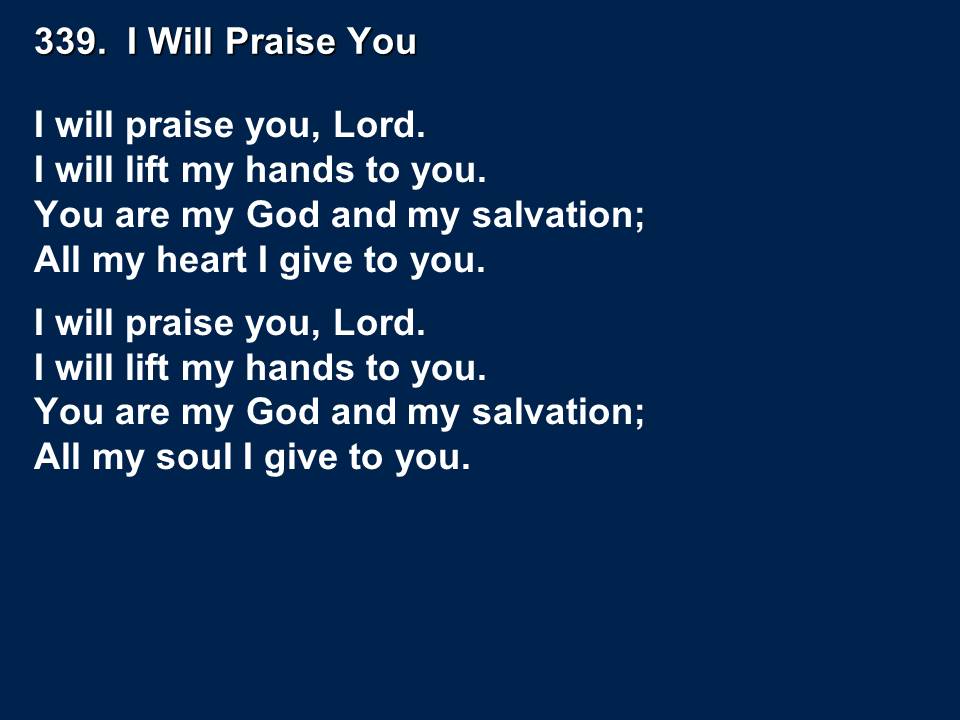 339.  I Will Praise You
I will praise you, Lord.
I will lift my hands to you.
You are my God and my salvation;
All my heart I give to you.
I will praise you, Lord.
I will lift my hands to you.
You are my God and my salvation;
All my soul I give to you.